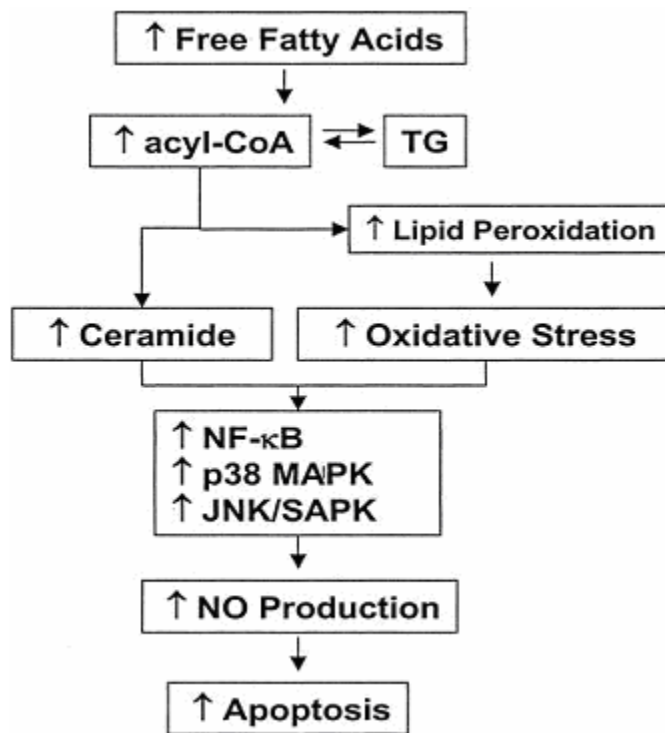 ↑ Free Fatty Acids
↑ acyl-CoA
TG
↑ Lipid Peroxidation
↑ Ceramide
↑ Oxidative Stress
↑ NF-κB
↑ p38 MAPK
↑ JNK/SAPK
↑ NO Production
↑ Apoptosis